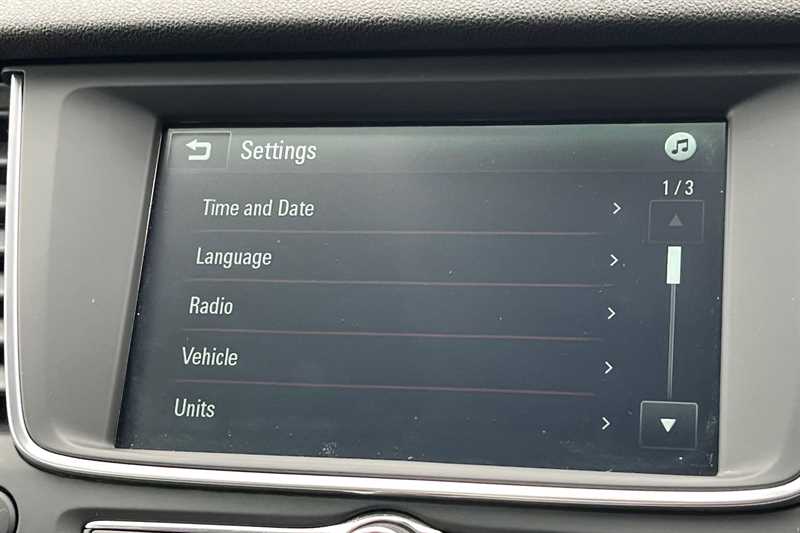 Settings
1/3
Time and Date
Language
Radio
Vehicle
Units